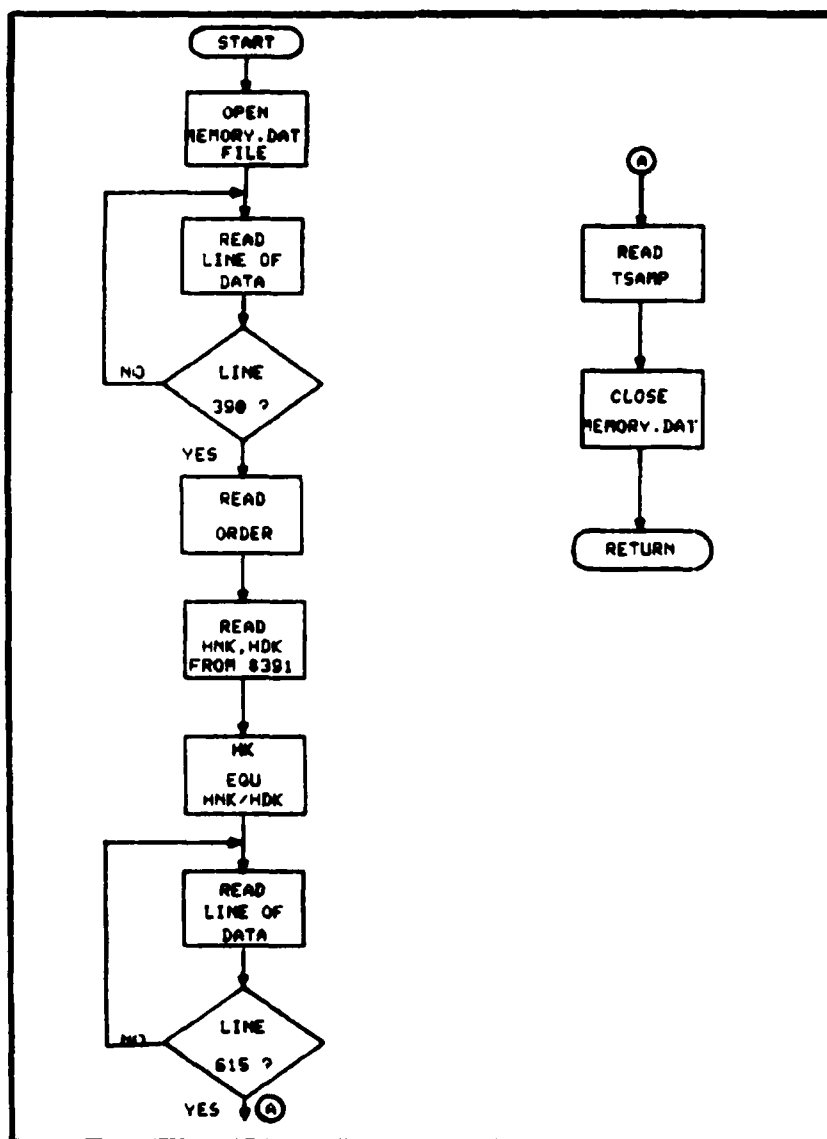 START
OPEN
MEMORY.DAT
FILE
READ
LINE OF
DATA
NO
LINE
390 ?
YES
READ
ORDER
READ
HNK,HDK
FROM #391
HK
EQU
HNK/HDK
READ
LINE OF
DATA
NO
LINE
615 ?
YES
A
A
READ
TSAMP
CLOSE
MEMORY.DAT
RETURN